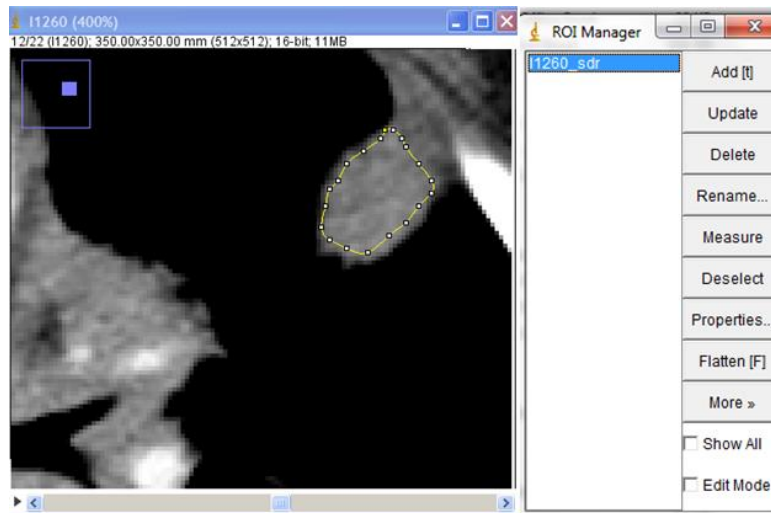 I1260 (400%)
12/22 (I1260); 350.00x350.00 mm (512x512); 16-bit; 11MB
ROI Manager
I1260_sdr
Add [t]
Update
Delete
Rename...
Measure
Deselect
Properties..
Flatten [F]
More »
Show All
Edit Mode